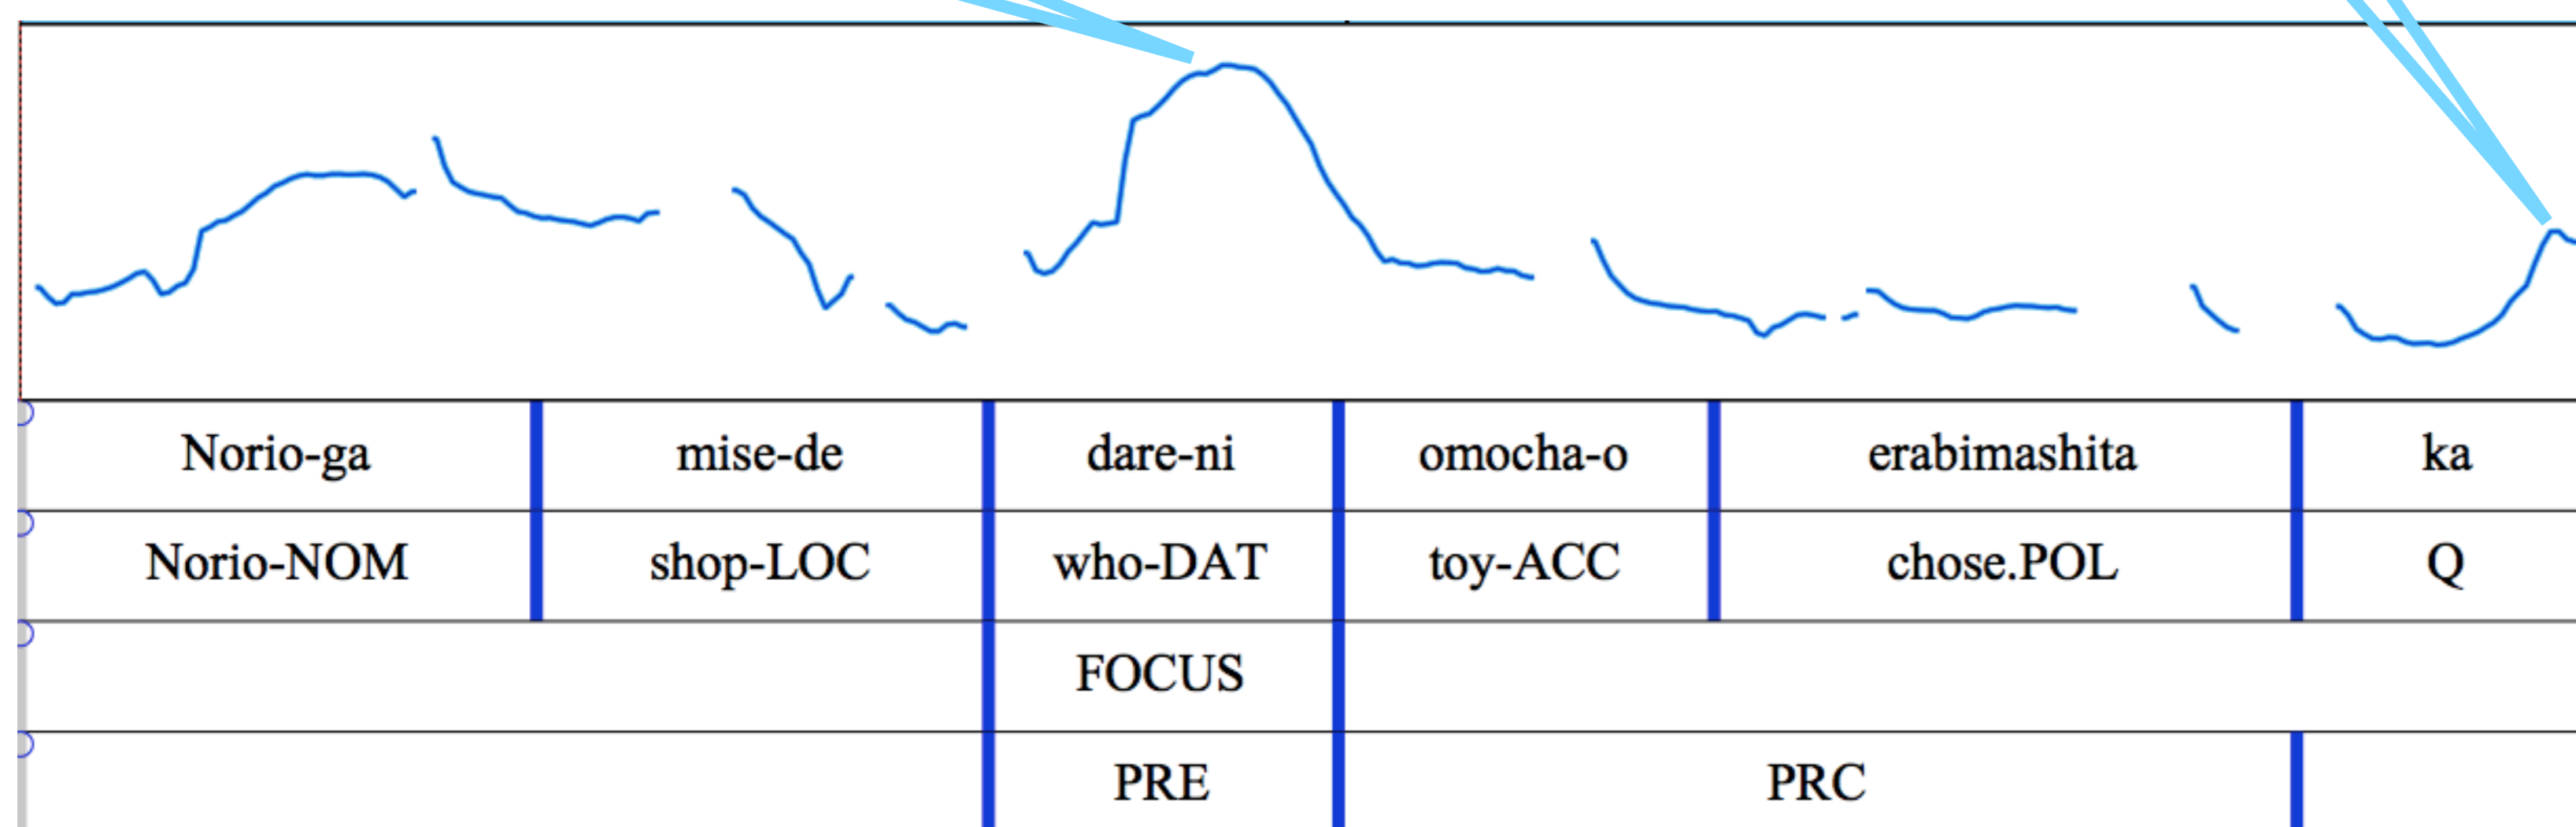 Norio-ga mise-de dare-ni omocha-o erabimashita ka
Norio-NOM shop-LOC who-DAT toy-ACC chose.POL Q
FOCUS
PRE PRC